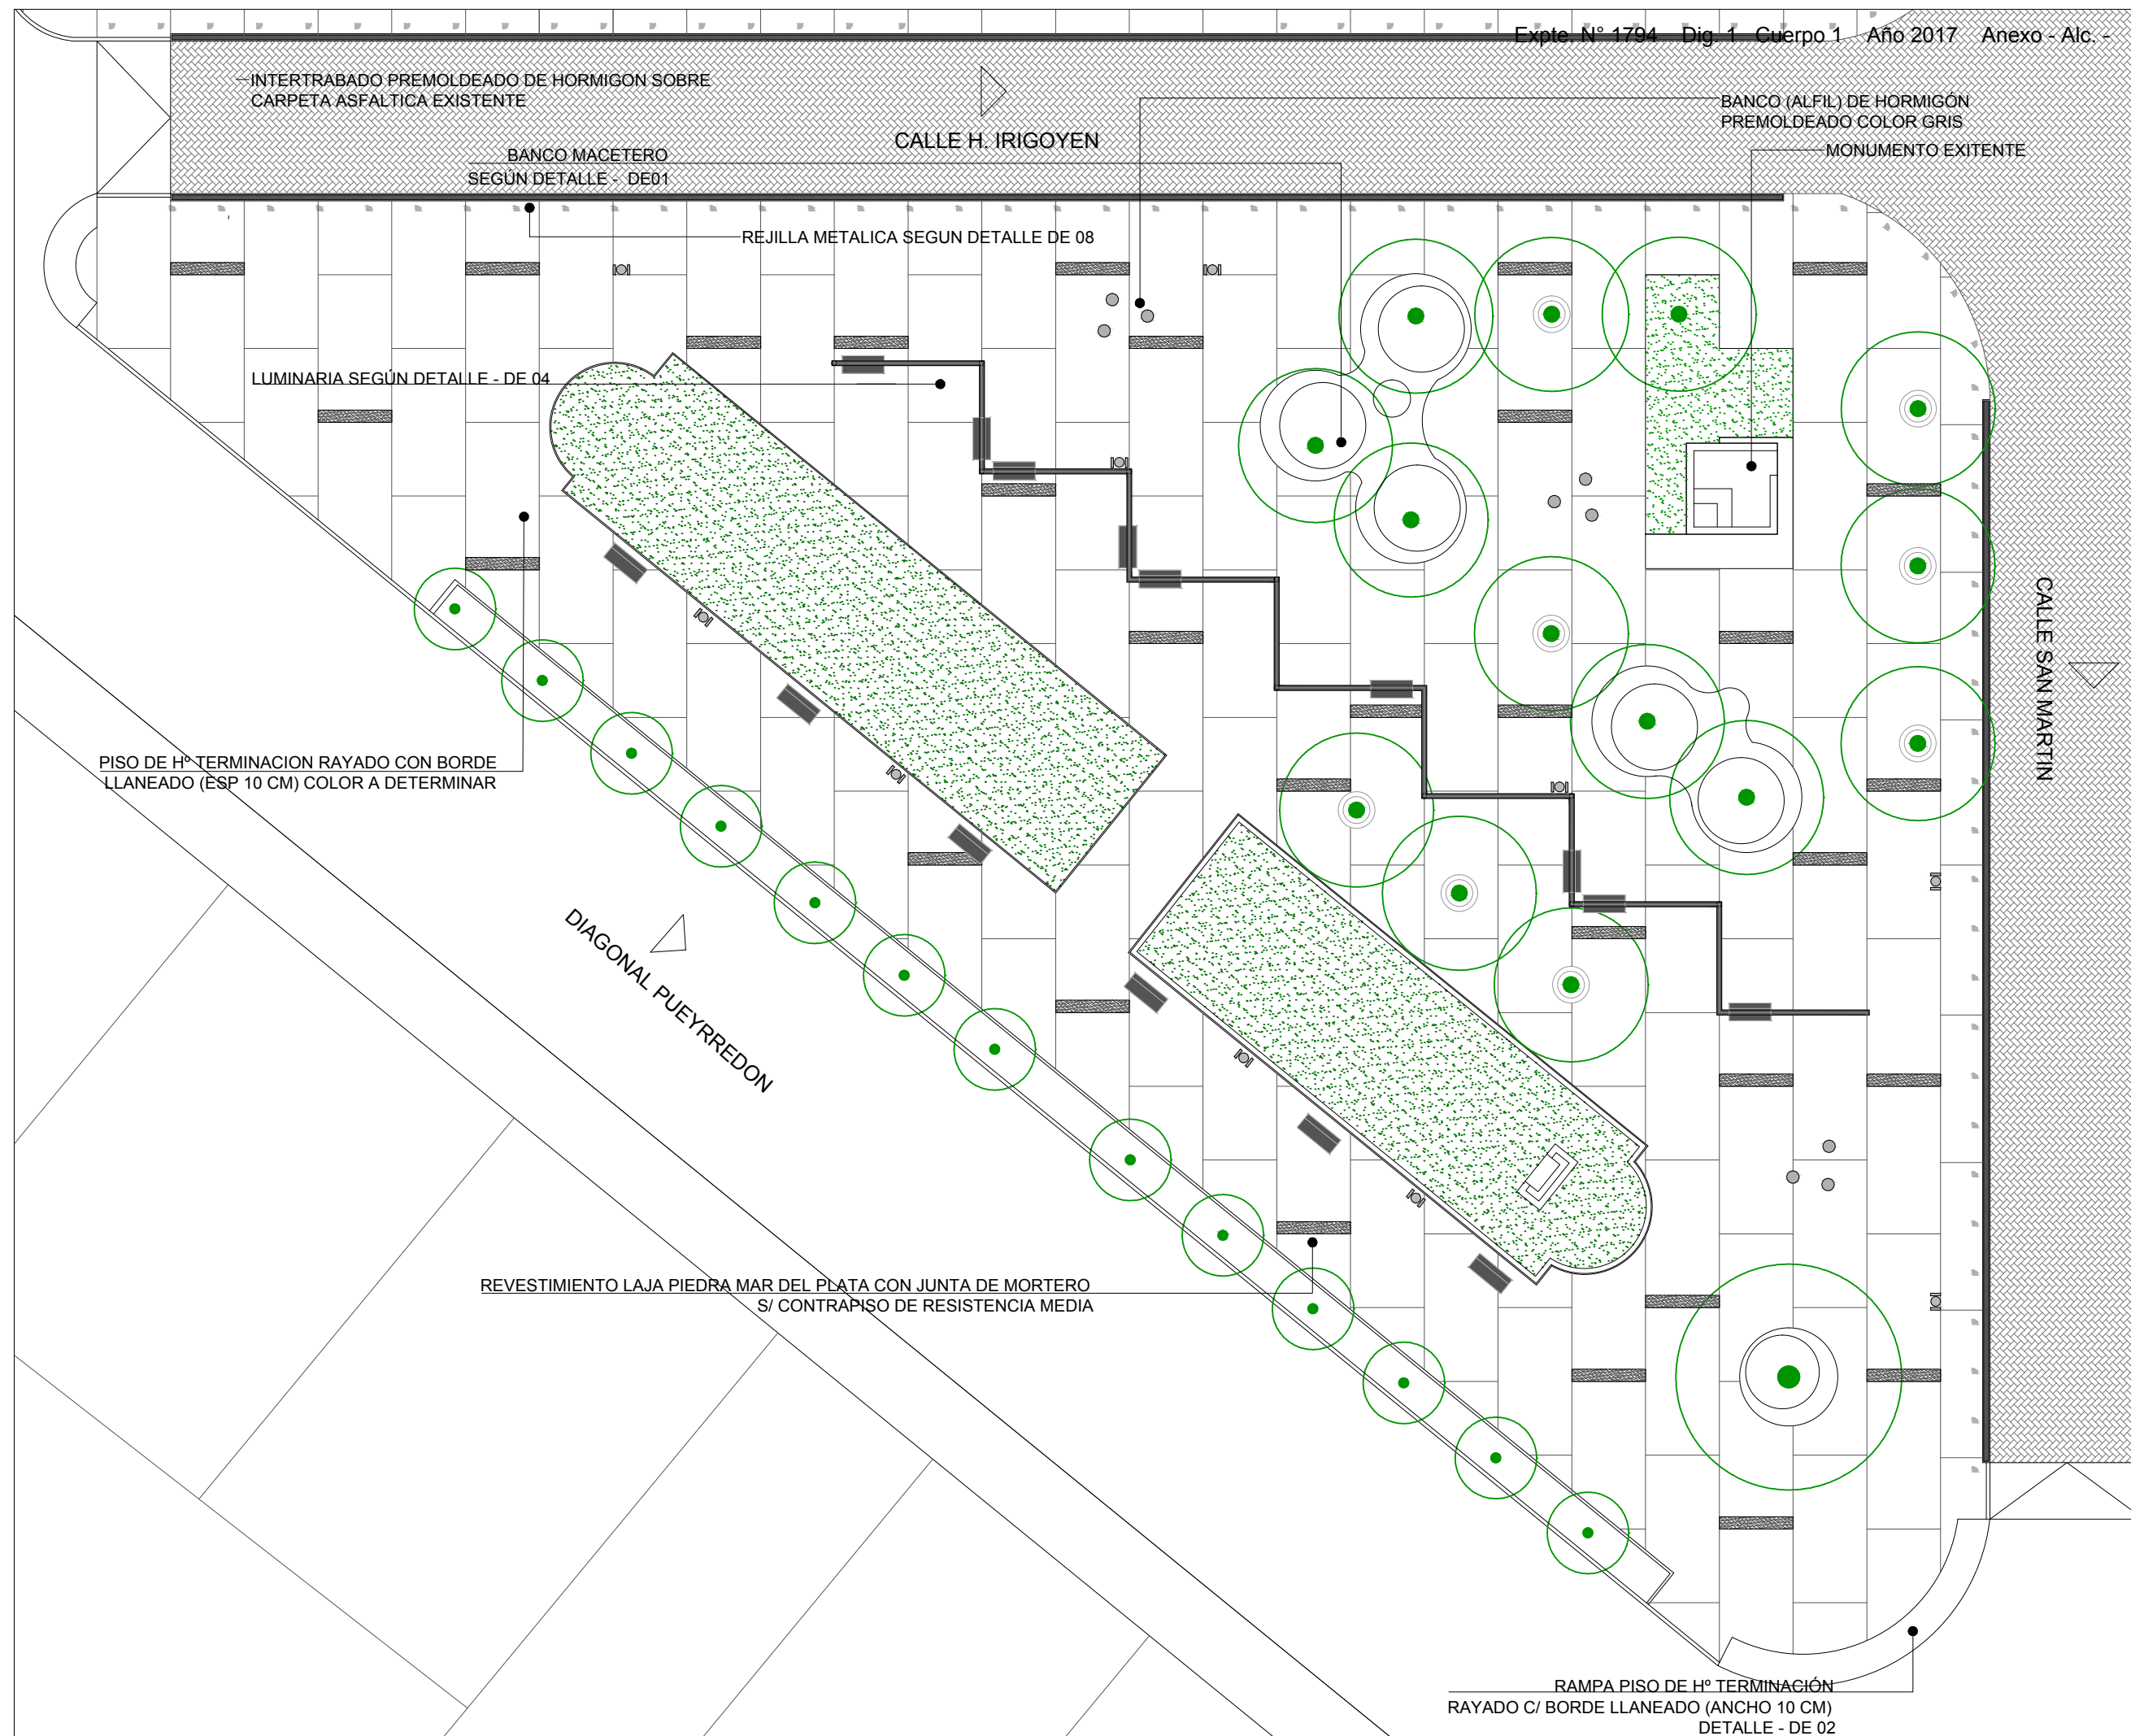 Expte. N° 1794 Dig. 1 Cuerpo 1 Año 2017 Anexo - Alc. -
INTERTRABADO PREMOLDEADO DE HORMIGON SOBRE
CARPETA ASFALTICA EXISTENTE
BANCO (ALFIL) DE HORMIGÓN
PREMOLDEADO COLOR GRIS
CALLE H. IRIGOYEN
MONUMENTO EXITENTE
BANCO MACETERO
SEGÚN DETALLE - DE01
REJILLA METALICA SEGUN DETALLE DE 08
LUMINARIA SEGÚN DETALLE - DE 04
CALLE SAN MARTIN
PISO DE Hº TERMINACION RAYADO CON BORDE
LLANEADO (ESP 10 CM) COLOR A DETERMINAR
DIAGONAL PUEYRREDON
REVESTIMIENTO LAJA PIEDRA MAR DEL PLATA CON JUNTA DE MORTERO
S/ CONTRAPISO DE RESISTENCIA MEDIA
RAMPA PISO DE Hº TERMINACIÓN
RAYADO C/ BORDE LLANEADO (ANCHO 10 CM)
DETALLE - DE 02